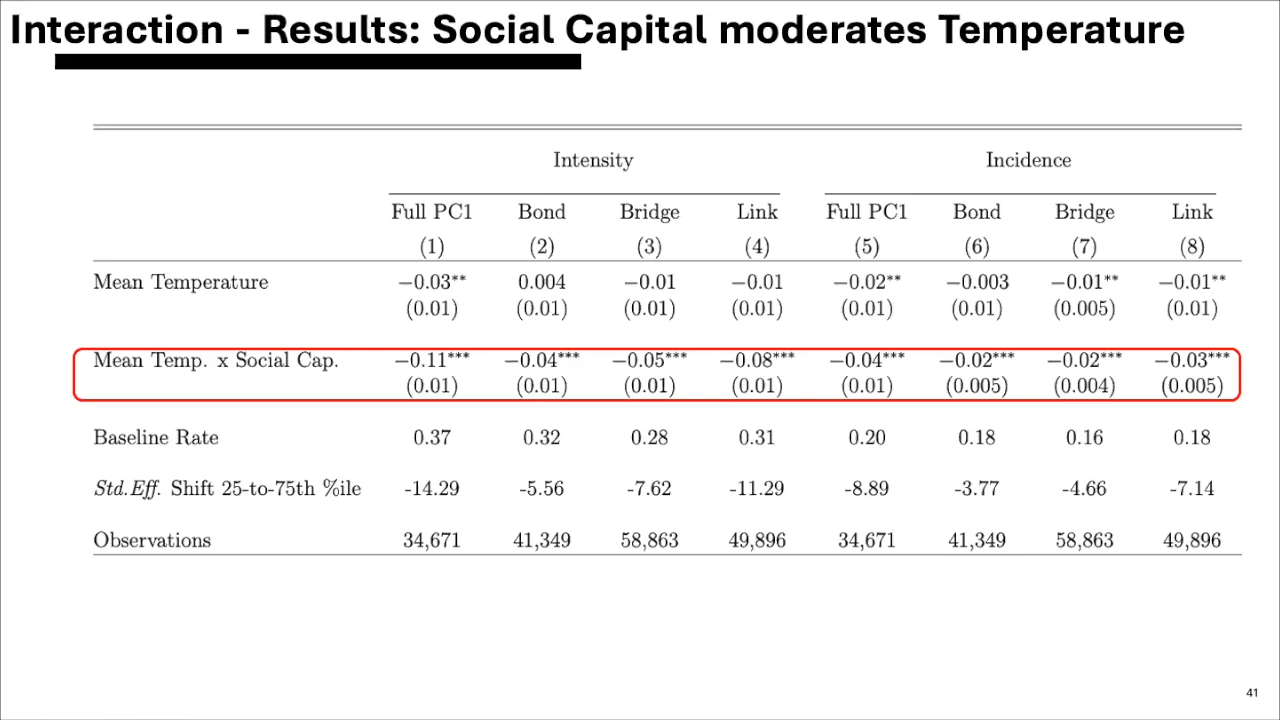 Interaction - Results: Social Capital moderates Temperature
Intensity Incidence
Full PC1 Bond Bridge Link Full PC1 Bond Bridge Link
(1) (2) (3) (4) (5) (6) (7) (8)
Mean Temperature −0.03** 0.004 −0.01 −0.01 −0.02** −0.003 −0.01** −0.01**
(0.01) (0.01) (0.01) (0.01) (0.01) (0.01) (0.005) (0.01)
Mean Temp. x Social Cap. −0.11*** −0.04*** −0.05*** −0.08*** −0.04*** −0.02*** −0.02*** −0.03***
(0.01) (0.01) (0.01) (0.01) (0.01) (0.005) (0.004) (0.005)
Baseline Rate 0.37 0.32 0.28 0.31 0.20 0.18 0.16 0.18
Std.Eff. Shift 25-to-75th %ile -14.29 -5.56 -7.62 -11.29 -8.89 -3.77 -4.66 -7.14
Observations 34,671 41,349 58,863 49,896 34,671 41,349 58,863 49,896
41